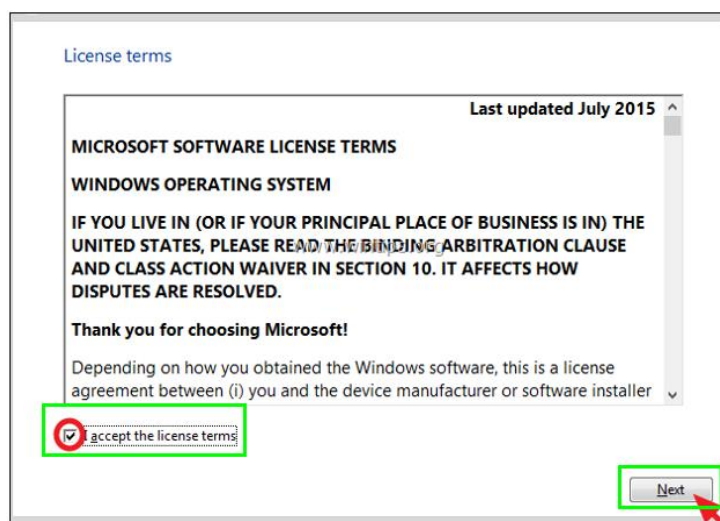 License terms
Last updated July 2015
MICROSOFT SOFTWARE LICENSE TERMS
WINDOWS OPERATING SYSTEM
IF YOU LIVE IN (OR IF YOUR PRINCIPAL PLACE OF BUSINESS IS IN) THE
UNITED STATES, PLEASE READ THE BINDING ARBITRATION CLAUSE
AND CLASS ACTION WAIVER IN SECTION 10. IT AFFECTS HOW
DISPUTES ARE RESOLVED.
Thank you for choosing Microsoft!
Depending on how you obtained the Windows software, this is a license
agreement between (i) you and the device manufacturer or software installer
I accept the license terms
Next